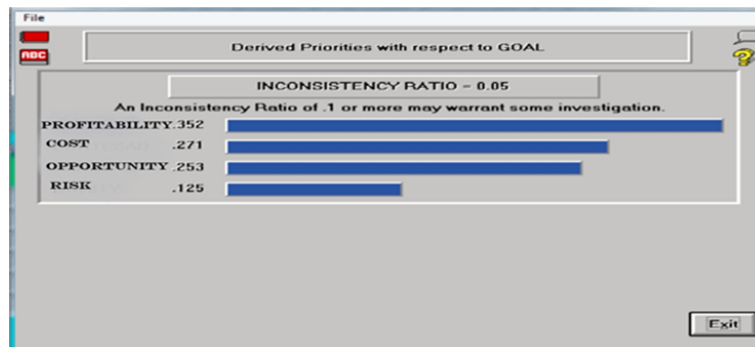 File
ABC
Derived Priorities with respect to GOAL
INCONSISTENCY RATIO = 0.05
An Inconsistency Ratio of .1 or more may warrant some investigation.
PROFITABILITY .352
COST .271
OPPORTUNITY .253
RISK .125
Exit